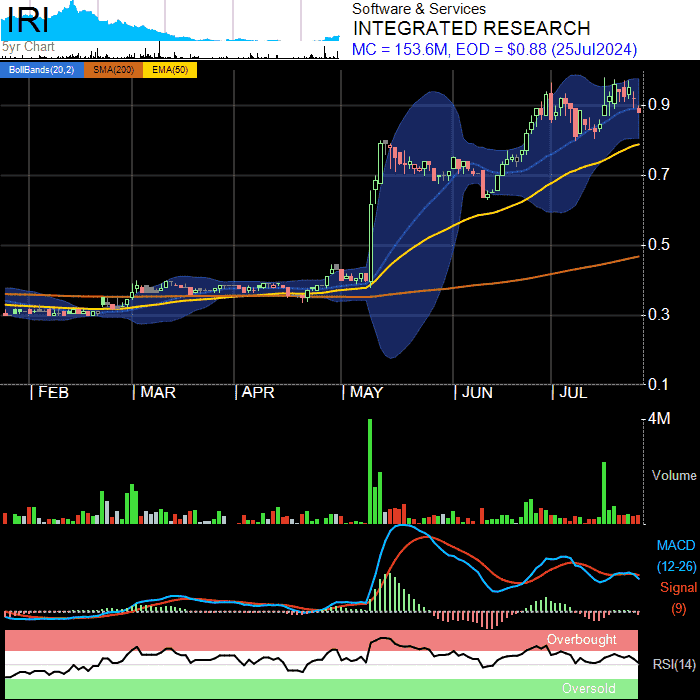 IRI
5yr Chart
Software & Services
INTEGRATED RESEARCH
MC = 153.6M, EOD = $0.88 (25Jul2024)
BollBands(20,2) SMA(200) EMA(50)
0.9
0.7
0.5
0.3
0.1
FEB MAR APR MAY JUN JUL
4M
Volume
MACD
(12-26)
Signal
(9)
Overbought
RSI(14)
Oversold